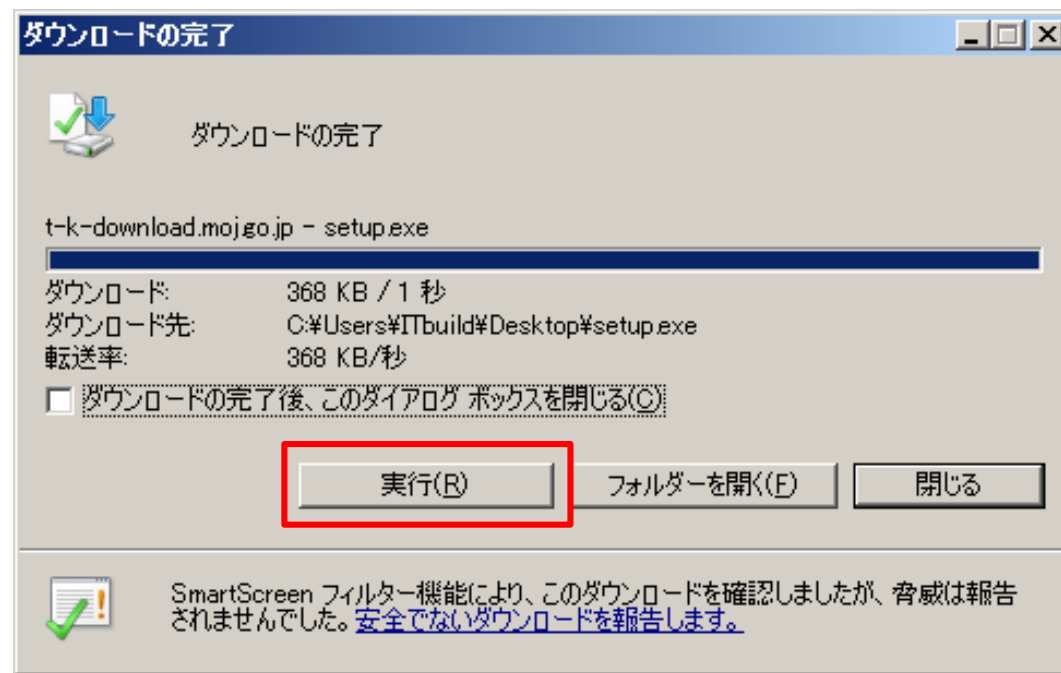 ダウンロードの完了
ダウンロードの完了
t-k-download.moj.go.jp - setup.exe
ダウンロード: 368 KB / 1 秒
ダウンロード先: C:¥Users¥ITbuild¥Desktop¥setup.exe
転送率: 368 KB/秒
ダウンロードの完了後、このダイアログ ボックスを閉じる(C)
実行(R) フォルダーを開く(F) 閉じる
SmartScreen フィルター機能により、このダウンロードを確認しましたが、脅威は報告
されませんでした。安全でないダウンロードを報告します。